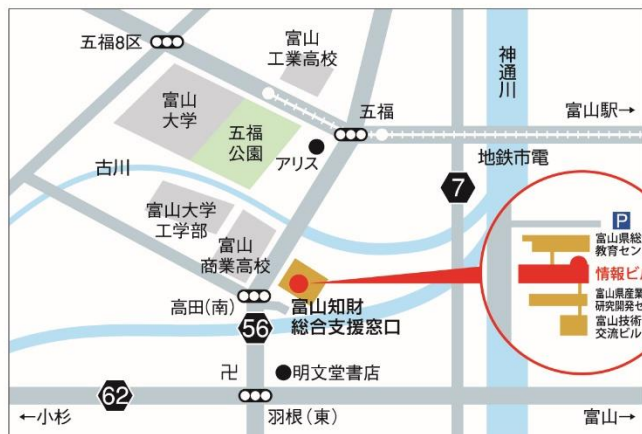 五福8区
富山
工業高校
神通川
富山
大学
五福
公園
五福
富山駅→
アリス
地鉄市電
古川
7
P
富山大学
工学部
富山県総
教育セン
富山
商業高校
情報ビル
富山県産業
研究開発セ
高田(南)
富山知財
総合支援窓口
富山技術
交流ビル
56
卍
明文堂書店
62
←小杉
羽根(東)
富山→